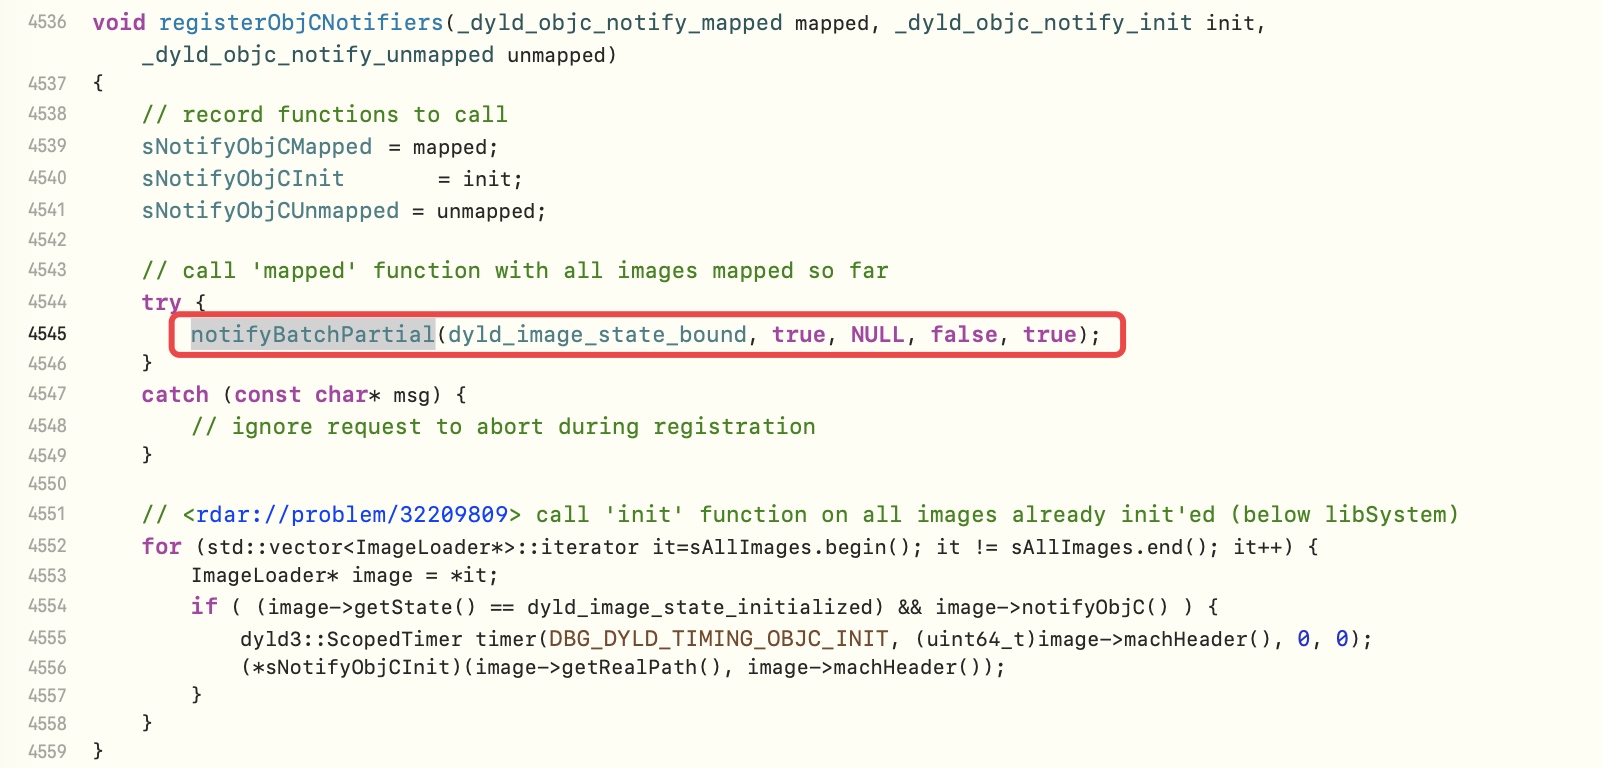 4536 void registerObjCNotifiers(_dyld_objc_notify_mapped mapped, _dyld_objc_notify_init init,
_dyld_objc_notify_unmapped unmapped)
4537 {
4538 // record functions to call
4539 sNotifyObjCMapped = mapped;
4540 sNotifyObjCInit = init;
4541 sNotifyObjCUnmapped = unmapped;
4542
4543 // call 'mapped' function with all images mapped so far
4544 try {
4545 notifyBatchPartial(dyld_image_state_bound, true, NULL, false, true);
4546 }
4547 catch (const char* msg) {
4548 // ignore request to abort during registration
4549 }
4550
4551 // <rdar://problem/32209809> call 'init' function on all images already init'ed (below libSystem)
4552 for (std::vector<ImageLoader*>::iterator it=sAllImages.begin(); it != sAllImages.end(); it++) {
4553 ImageLoader* image = *it;
4554 if ( (image->getState() == dyld_image_state_initialized) && image->notifyObjC() ) {
4555 dyld3::ScopedTimer timer(DBG_DYLD_TIMING_OBJC_INIT, (uint64_t)image->machHeader(), 0, 0);
4556 (*sNotifyObjCInit)(image->getRealPath(), image->machHeader());
4557 }
4558 }
4559 }